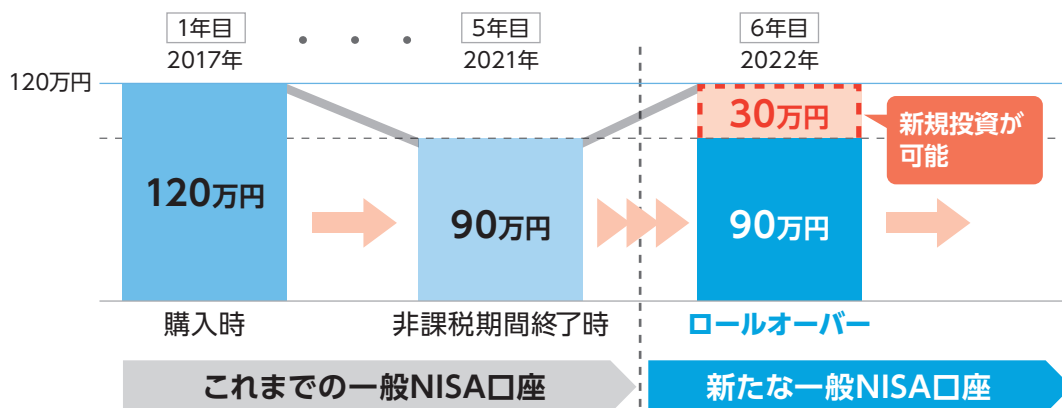 1年目
2017年
・ ・ ・
5年目
2021年
6年目
2022年
120万円
120万円
90万円
30万円
90万円
新規投資が
可能
購入時
非課税期間終了時
ロールオーバー
これまでの一般NISA口座
新たな一般NISA口座